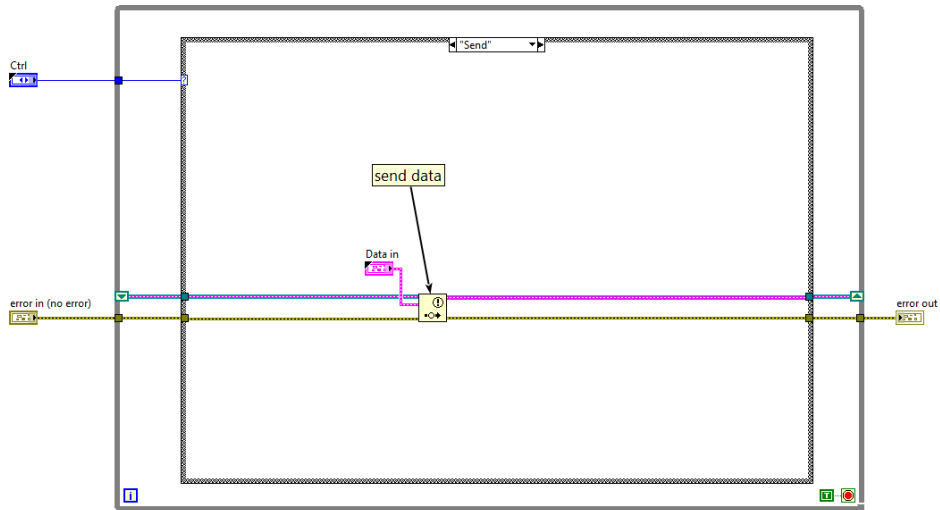 "Send"
Ctrl
?
send data
Data in
!
error in (no error)
error out
i
T